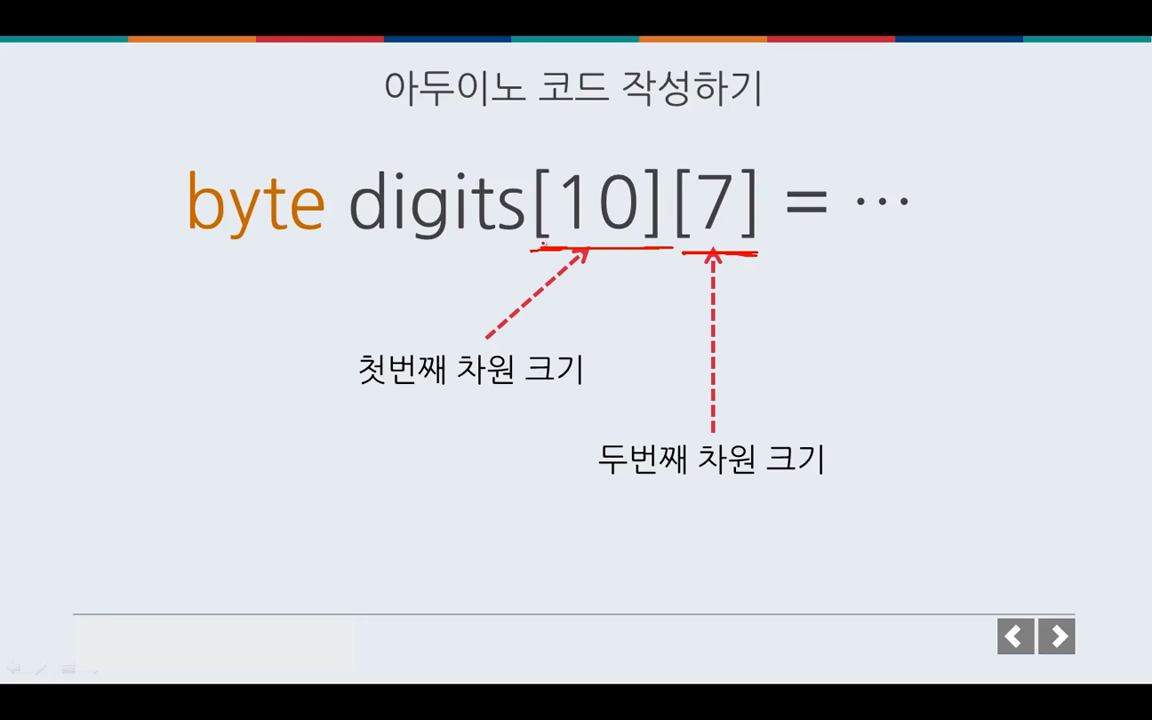 아두이노 코드 작성하기
byte digits[10][7] = ···
첫번째 차원 크기
두번째 차원 크기